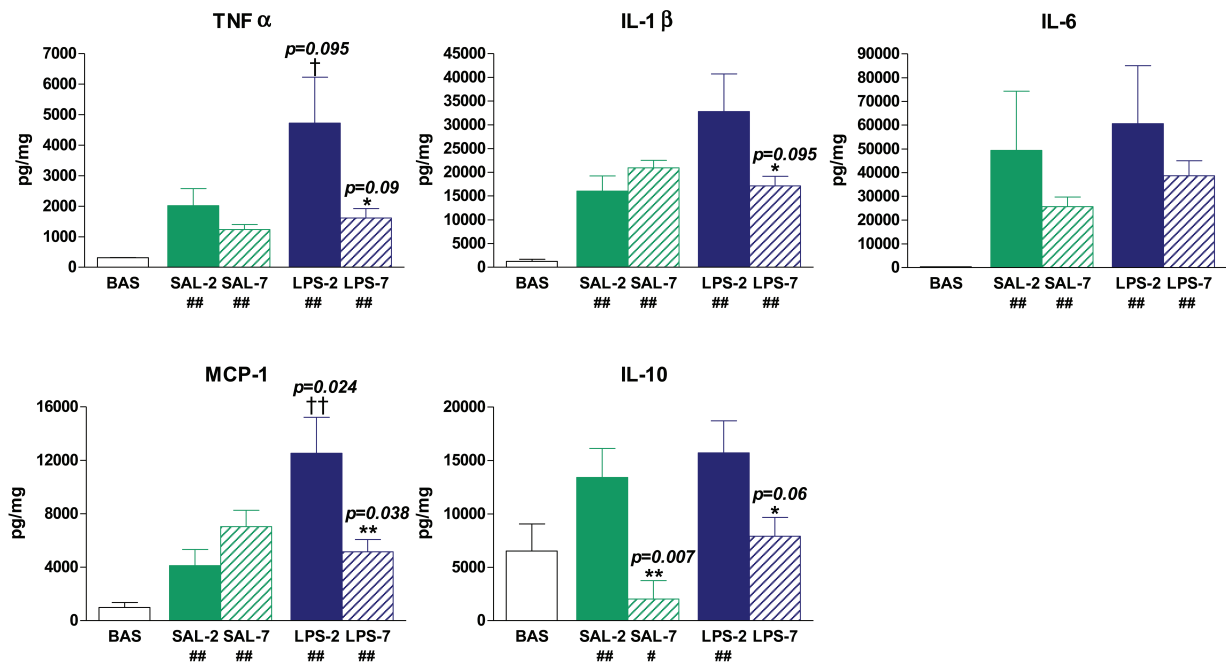 TNF α
pg/mg
7000
6000
5000
4000
3000
2000
1000
0
p=0.095
†
p=0.09
*
BAS SAL-2 SAL-7 LPS-2 LPS-7
## ## ## ##
IL-1 β
pg/mg
45000
40000
35000
30000
25000
20000
15000
10000
5000
0
p=0.095
*
BAS SAL-2 SAL-7 LPS-2 LPS-7
## ## ## ##
IL-6
pg/mg
90000
80000
70000
60000
50000
40000
30000
20000
10000
0
BAS SAL-2 SAL-7 LPS-2 LPS-7
## ## ## ##
MCP-1
pg/mg
16000
12000
8000
4000
0
p=0.024
††
p=0.038
**
BAS SAL-2 SAL-7 LPS-2 LPS-7
## ## ## ##
IL-10
pg/mg
20000
15000
10000
5000
0
p=0.007
**
p=0.06
*
BAS SAL-2 SAL-7 LPS-2 LPS-7
## # ##